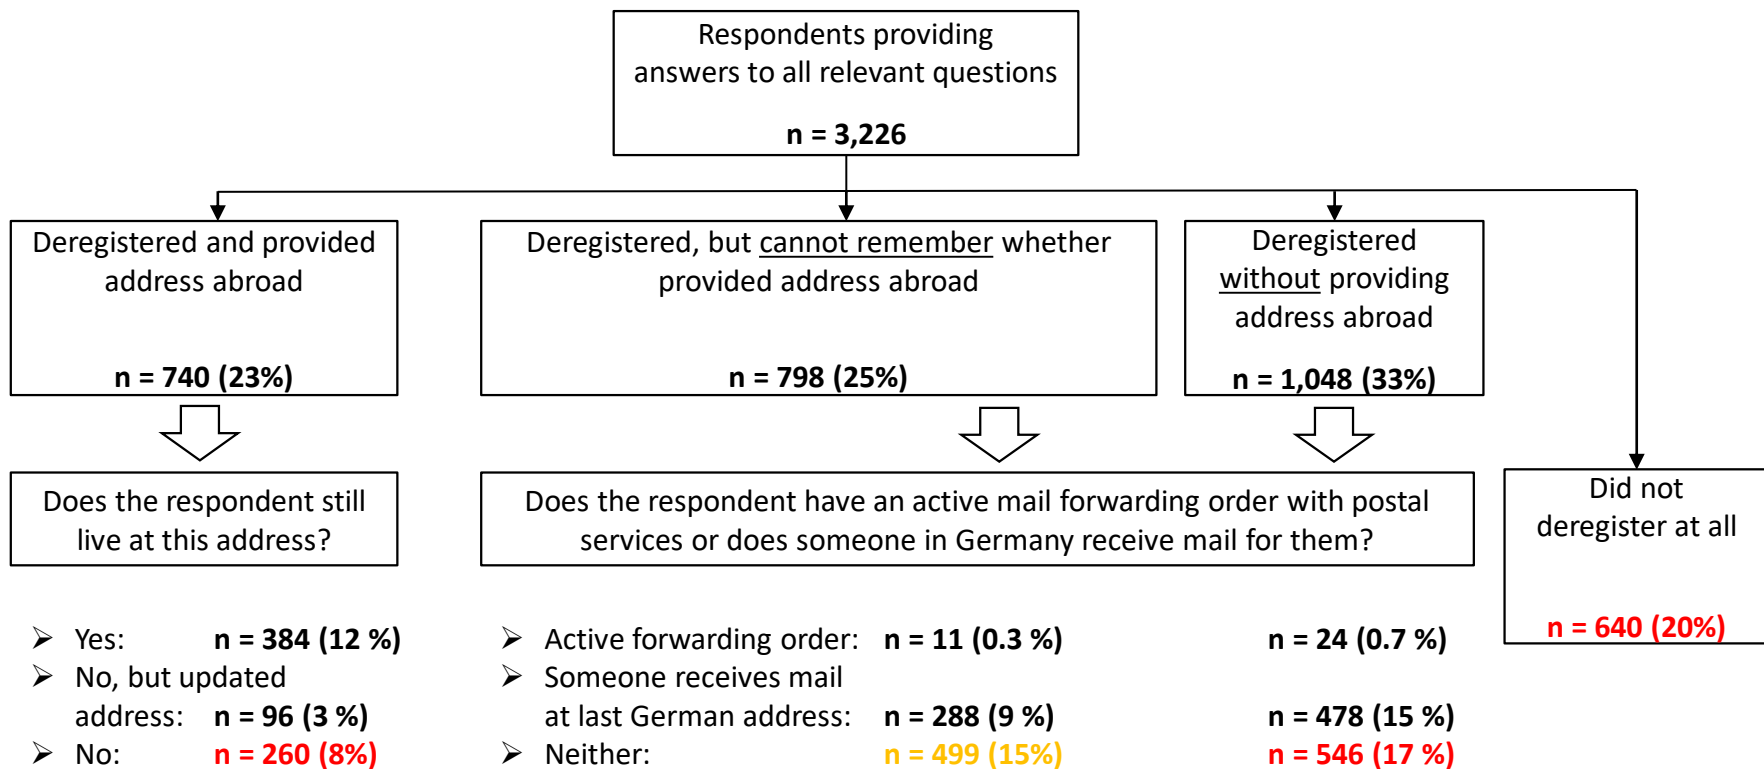 Respondents providing
answers to all relevant questions
n = 3,226
Deregistered and provided
address abroad
n = 740 (23%)
Deregistered, but cannot remember whether
provided address abroad
n = 798 (25%)
Deregistered
without providing
address abroad
n = 1,048 (33%)
Does the respondent still
live at this address?
Does the respondent have an active mail forwarding order with postal
services or does someone in Germany receive mail for them?
Did not
deregister at all
n = 640 (20%)
➢ Yes: n = 384 (12 %)
➢ No, but updated
address: n = 96 (3 %)
➢ No: n = 260 (8%)
➢ Active forwarding order: n = 11 (0.3 %) n = 24 (0.7 %)
➢ Someone receives mail
at last German address: n = 288 (9 %) n = 478 (15 %)
➢ Neither: n = 499 (15%) n = 546 (17 %)